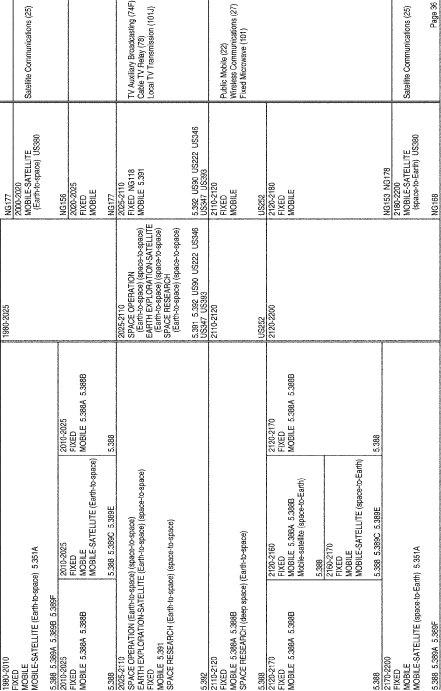 1980-2010
FIXED
MOBILE
MOBILE-SATELLITE (Earth-to-space) 5.351A
5.388 5.389A 5.389B 5.389F
1980-2025
NG177
2000-2020
MOBILE-SATELLITE
(Earth-to-space) US380
Satellite Communications (25)
2010-2025
FIXED
MOBILE 5.388A 5.388B
5.388
2010-2025
FIXED
MOBILE
MOBILE-SATELLITE (Earth-to-space)
5.388 5.389C 5.389E
2010-2025
FIXED
MOBILE 5.388A 5.388B
5.388
NG156
2020-2025
FIXED
MOBILE
NG177
2025-2110
SPACE OPERATION (Earth-to-space) (space-to-space)
EARTH EXPLORATION-SATELLITE (Earth-to-space) (space-to-space)
FIXED
MOBILE 5.391
SPACE RESEARCH (Earth-to-space) (space-to-space)
5.392
2025-2110
SPACE OPERATION
(Earth-to-space) (space-to-space)
EARTH EXPLORATION-SATELLITE
(Earth-to-space) (space-to-space)
SPACE RESEARCH
(Earth-to-space) (space-to-space)
5.391 5.392 US90 US222 US346
US347 US393
2025-2110
FIXED NG118
MOBILE 5.391
5.392 US90 US222 US346
US347 US393
TV Auxiliary Broadcasting (74F)
Cable TV Relay (78)
Local TV Transmission (101J)
2110-2120
FIXED
MOBILE 5.388A 5.388B
SPACE RESEARCH (deep space) (Earth-to-space)
5.388
2110-2120
US252
2110-2120
FIXED
MOBILE
US252
Public Mobile (22)
Wireless Communications (27)
Fixed Microwave (101)
2120-2170
FIXED
MOBILE 5.388A 5.388B
5.388
2120-2160
FIXED
MOBILE 5.388A 5.388B
Mobile-satellite (space-to-Earth)
5.388
2160-2170
FIXED
MOBILE
MOBILE-SATELLITE (space-to-Earth)
5.388 5.389C 5.389E
2120-2170
FIXED
MOBILE 5.388A 5.388B
5.388
2120-2200
2120-2180
FIXED
MOBILE
NG153 NG178
2170-2200
FIXED
MOBILE
MOBILE-SATELLITE (space-to-Earth) 5.351A
5.388 5.389A 5.389F
2180-2200
MOBILE-SATELLITE
(space-to-Earth) US380
NG168
Satellite Communications (25)
Page 36